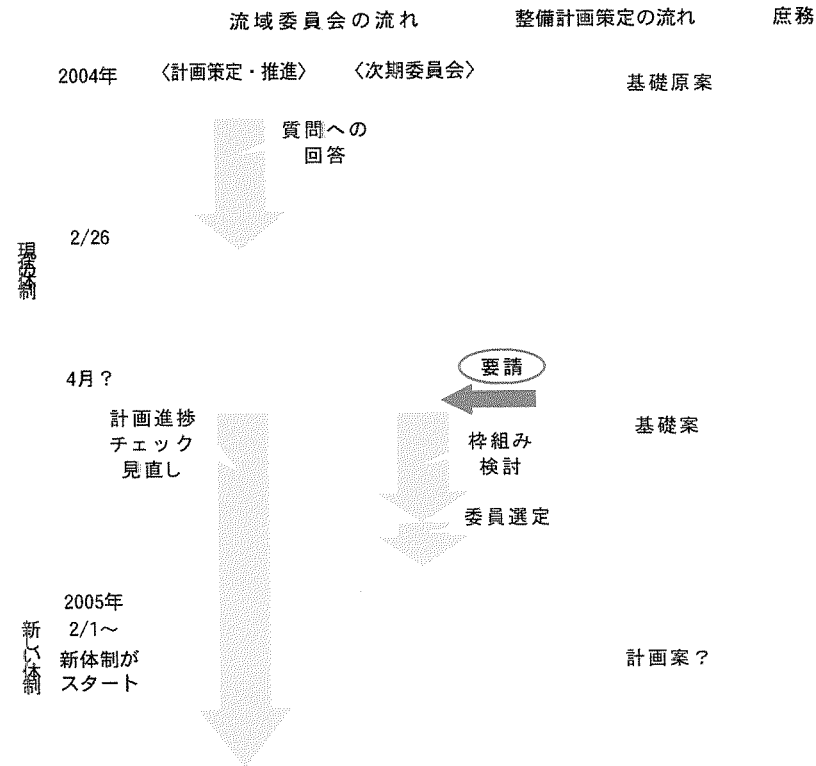 流域委員会の流れ 整備計画策定の流れ 庶務
2004年 〈計画策定・推進〉 〈次期委員会〉 基礎原案
質問への
回答
2/26
現在の体制
4月？
要請
計画進捗
チェック
見直し
基礎案
枠組み
検討
委員選定
2005年
2/1～
新体制が
スタート
新しい体制
計画案？